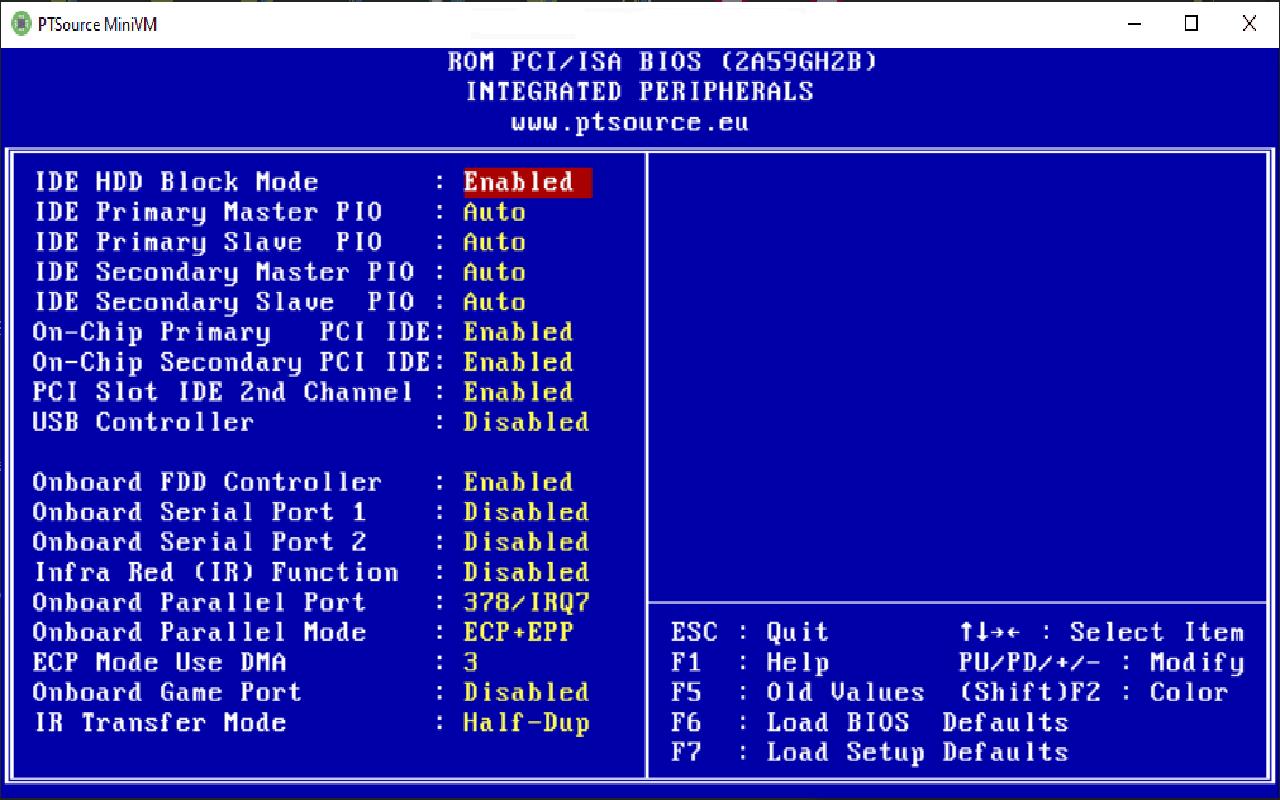 PTSource MiniVM
ROM PCI/ISA BIOS (2A59GH2B)
INTEGRATED PERIPHERALS
www.ptsource.eu
IDE HDD Block Mode : Enabled
IDE Primary Master PIO : Auto
IDE Primary Slave PIO : Auto
IDE Secondary Master PIO : Auto
IDE Secondary Slave PIO : Auto
On-Chip Primary PCI IDE: Enabled
On-Chip Secondary PCI IDE: Enabled
PCI Slot IDE 2nd Channel : Enabled
USB Controller : Disabled
Onboard FDD Controller : Enabled
Onboard Serial Port 1 : Disabled
Onboard Serial Port 2 : Disabled
Infra Red (IR) Function : Disabled
Onboard Parallel Port : 378/IRQ7
Onboard Parallel Mode : ECP+EPP
ECP Mode Use DMA : 3
Onboard Game Port : Disabled
IR Transfer Mode : Half-Dup
ESC : Quit ↑↓→← : Select Item
F1 : Help PU/PD/+/- : Modify
F5 : Old Values (Shift)F2 : Color
F6 : Load BIOS Defaults
F7 : Load Setup Defaults